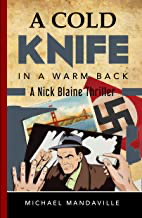 A COLD
KNIFE
IN A WARM BACK
A Nick Blaine Thriller
MICHAEL MANDAVILLE